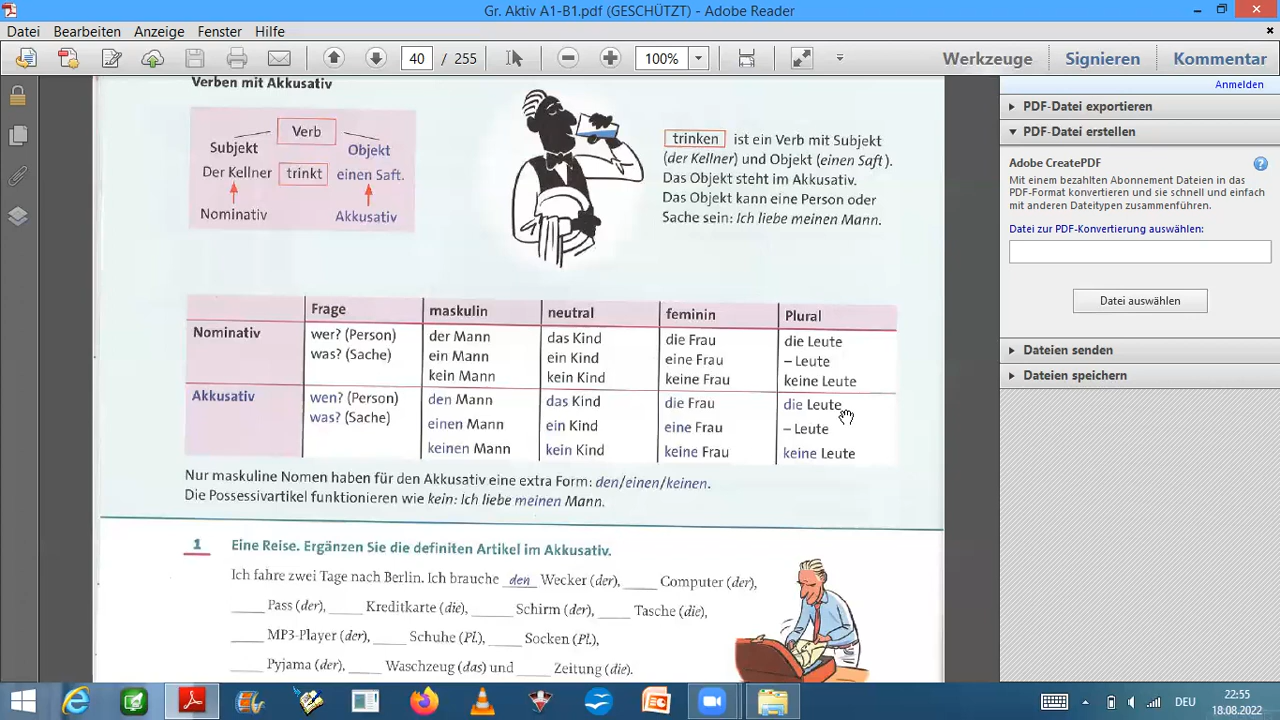 Gr. Aktiv A1-B1.pdf (GESCHÜTZT) - Adobe Reader
Datei Bearbeiten Anzeige Fenster Hilfe
40 / 255 100% Werkzeuge Signieren Kommentar
Anmelden
PDF-Datei exportieren
PDF-Datei erstellen
Adobe CreatePDF
Mit einem bezahlten Abonnement Dateien in das
PDF-Format konvertieren und sie schnell und einfach
mit anderen Dateitypen zusammenführen.
Datei zur PDF-Konvertierung auswählen:
Datei auswählen
Dateien senden
Dateien speichern
Verben mit Akkusativ
Verb
Subjekt Objekt
Der Kellner trinkt einen Saft.
Nominativ Akkusativ
trinken ist ein Verb mit Subjekt
(der Kellner) und Objekt (einen Saft).
Das Objekt steht im Akkusativ.
Das Objekt kann eine Person oder
Sache sein: Ich liebe meinen Mann.
Frage maskulin neutral feminin Plural
Nominativ wer? (Person) der Mann das Kind die Frau die Leute
was? (Sache) ein Mann ein Kind eine Frau – Leute
kein Mann kein Kind keine Frau keine Leute
Akkusativ wen? (Person) den Mann das Kind die Frau die Leute
was? (Sache) einen Mann ein Kind eine Frau – Leute
keinen Mann kein Kind keine Frau keine Leute
Nur maskuline Nomen haben für den Akkusativ eine extra Form: den/einen/keinen.
Die Possessivartikel funktionieren wie kein: Ich liebe meinen Mann.
1 Eine Reise. Ergänzen Sie die definiten Artikel im Akkusativ.
Ich fahre zwei Tage nach Berlin. Ich brauche den Wecker (der), ____ Computer (der),
____ Pass (der), ____ Kreditkarte (die), ____ Schirm (der), ____ Tasche (die),
____ MP3-Player (der), ____ Schuhe (Pl.), ____ Socken (Pl.),
____ Pyjama (der), ____ Waschzeug (das) und ____ Zeitung (die).
DEU
22:55
18.08.2022